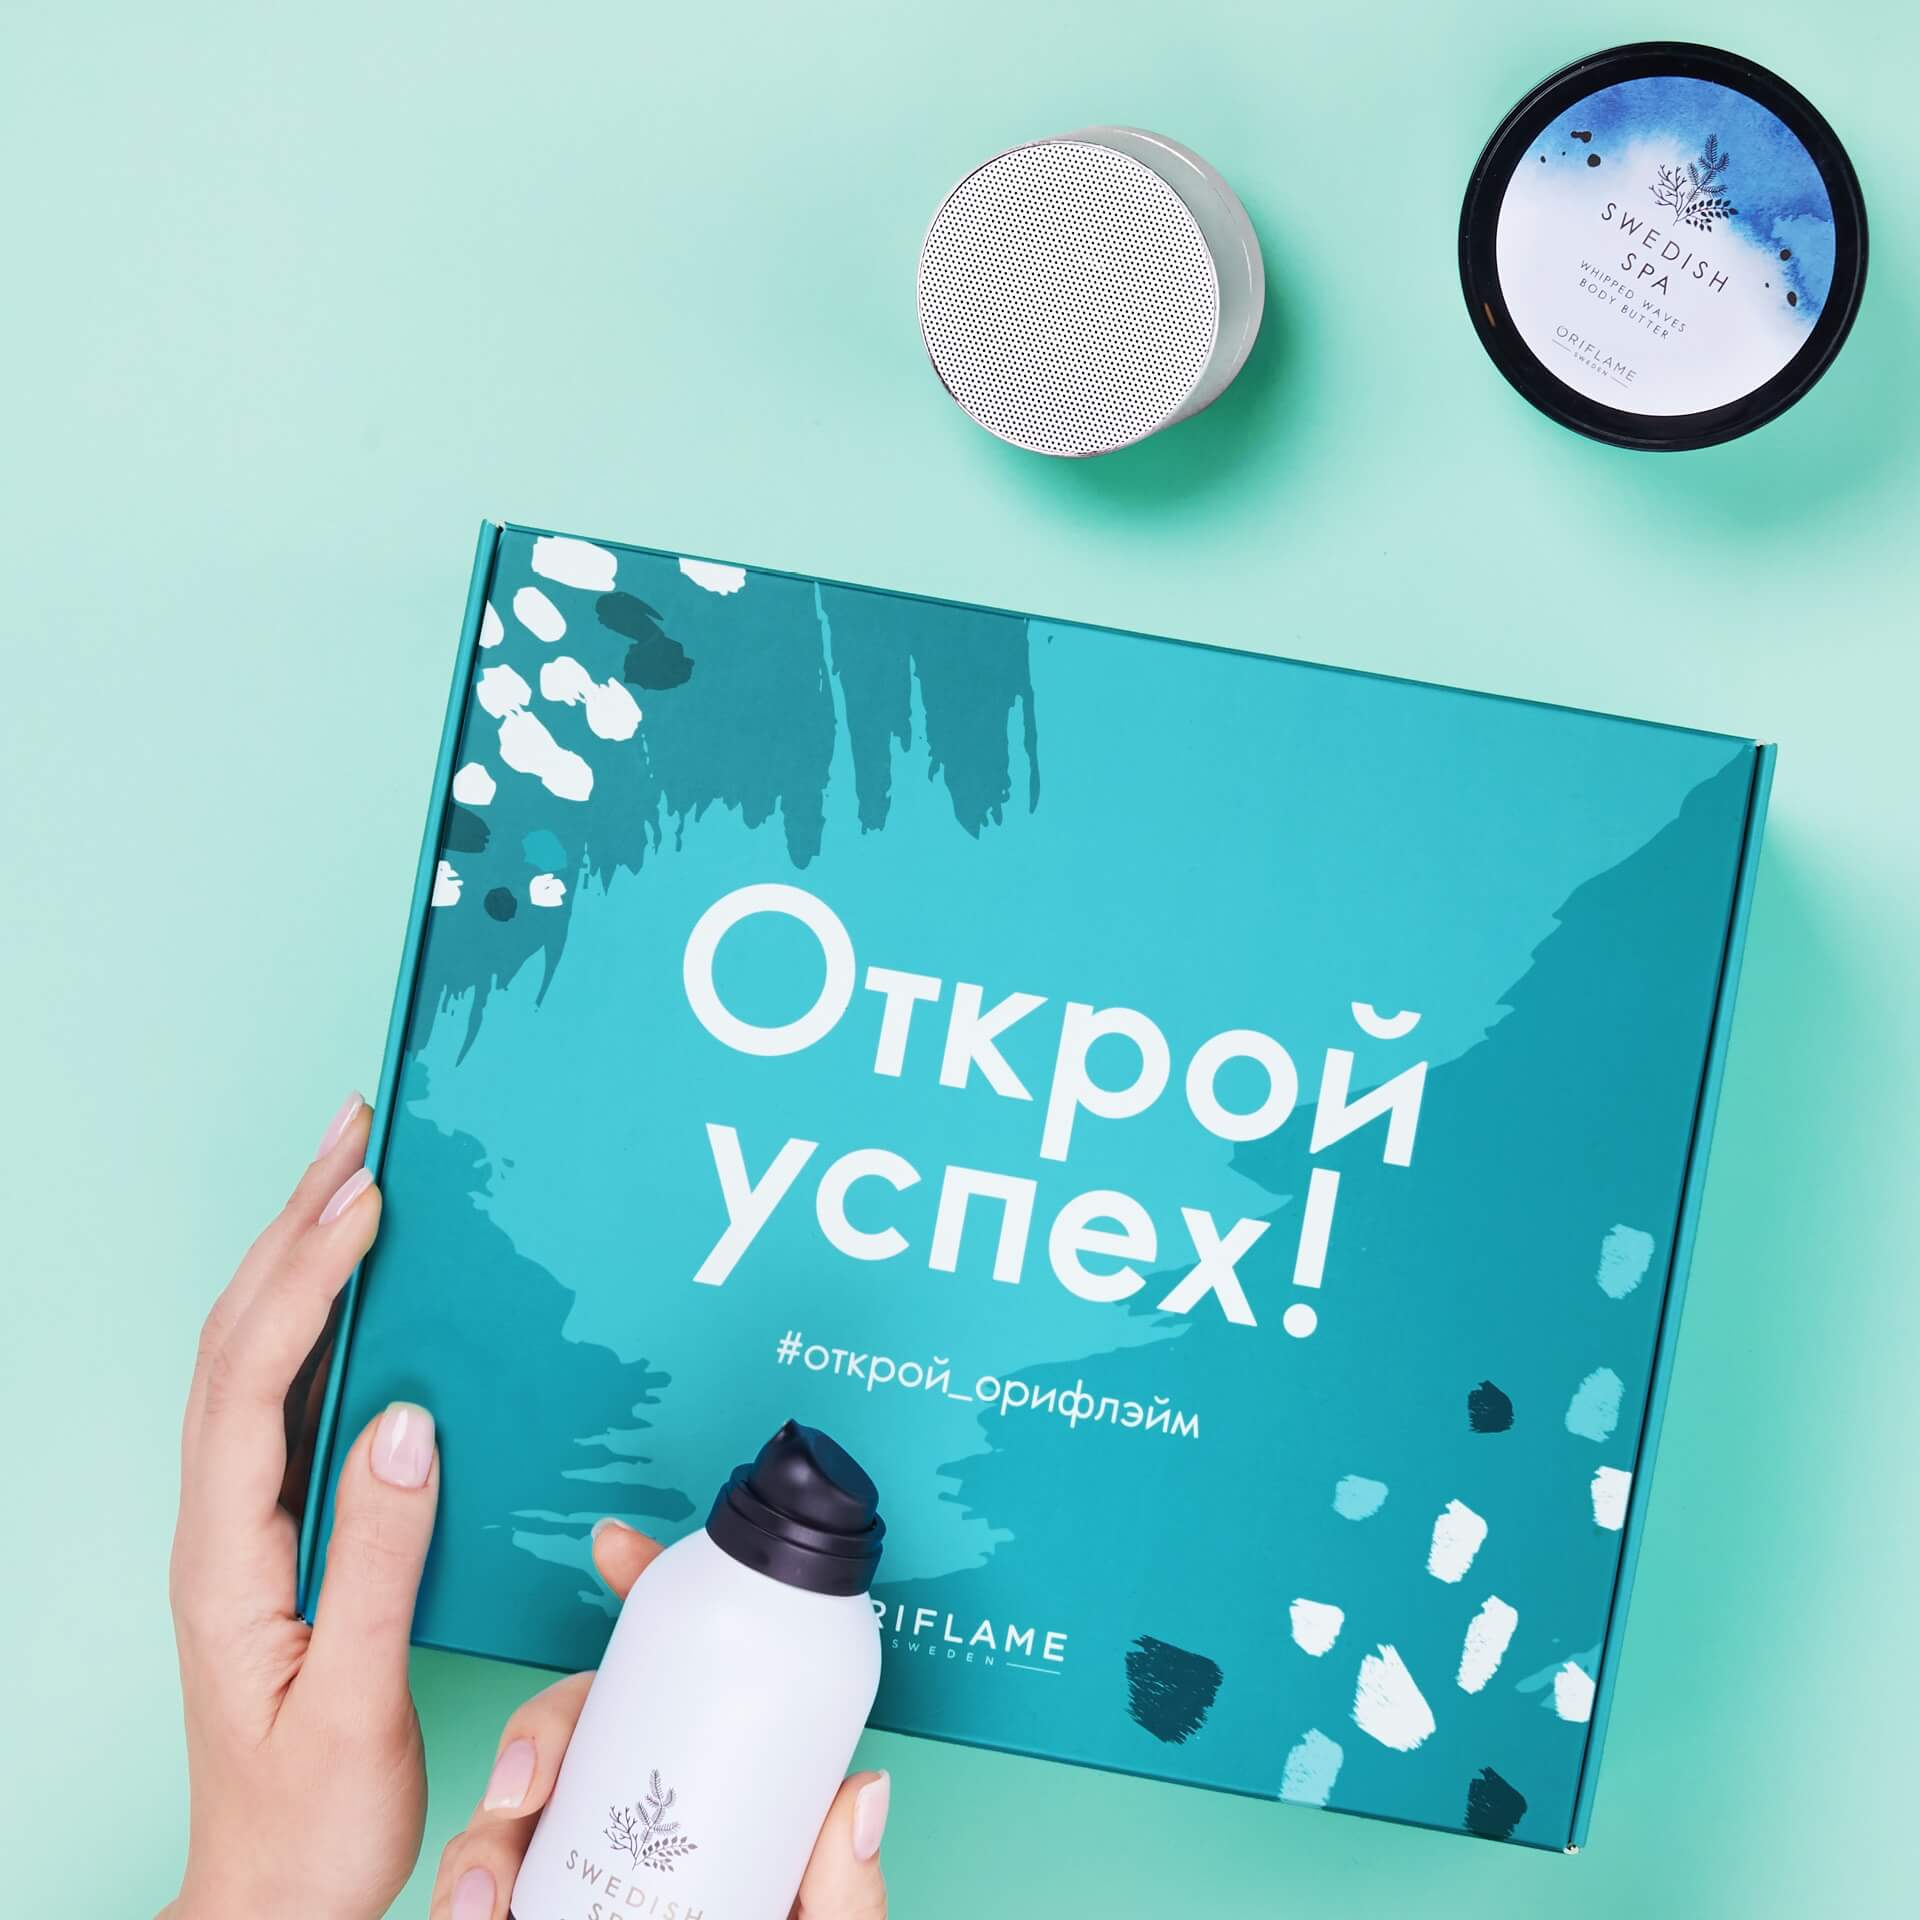 SWEDISH
SPA
WHIPPED WAVES
BODY BUTTER
ORIFLAME
SWEDEN
Открой
успех!
#открой_орифлэйм
RIFLAME
SWEDEN
SWEDISH